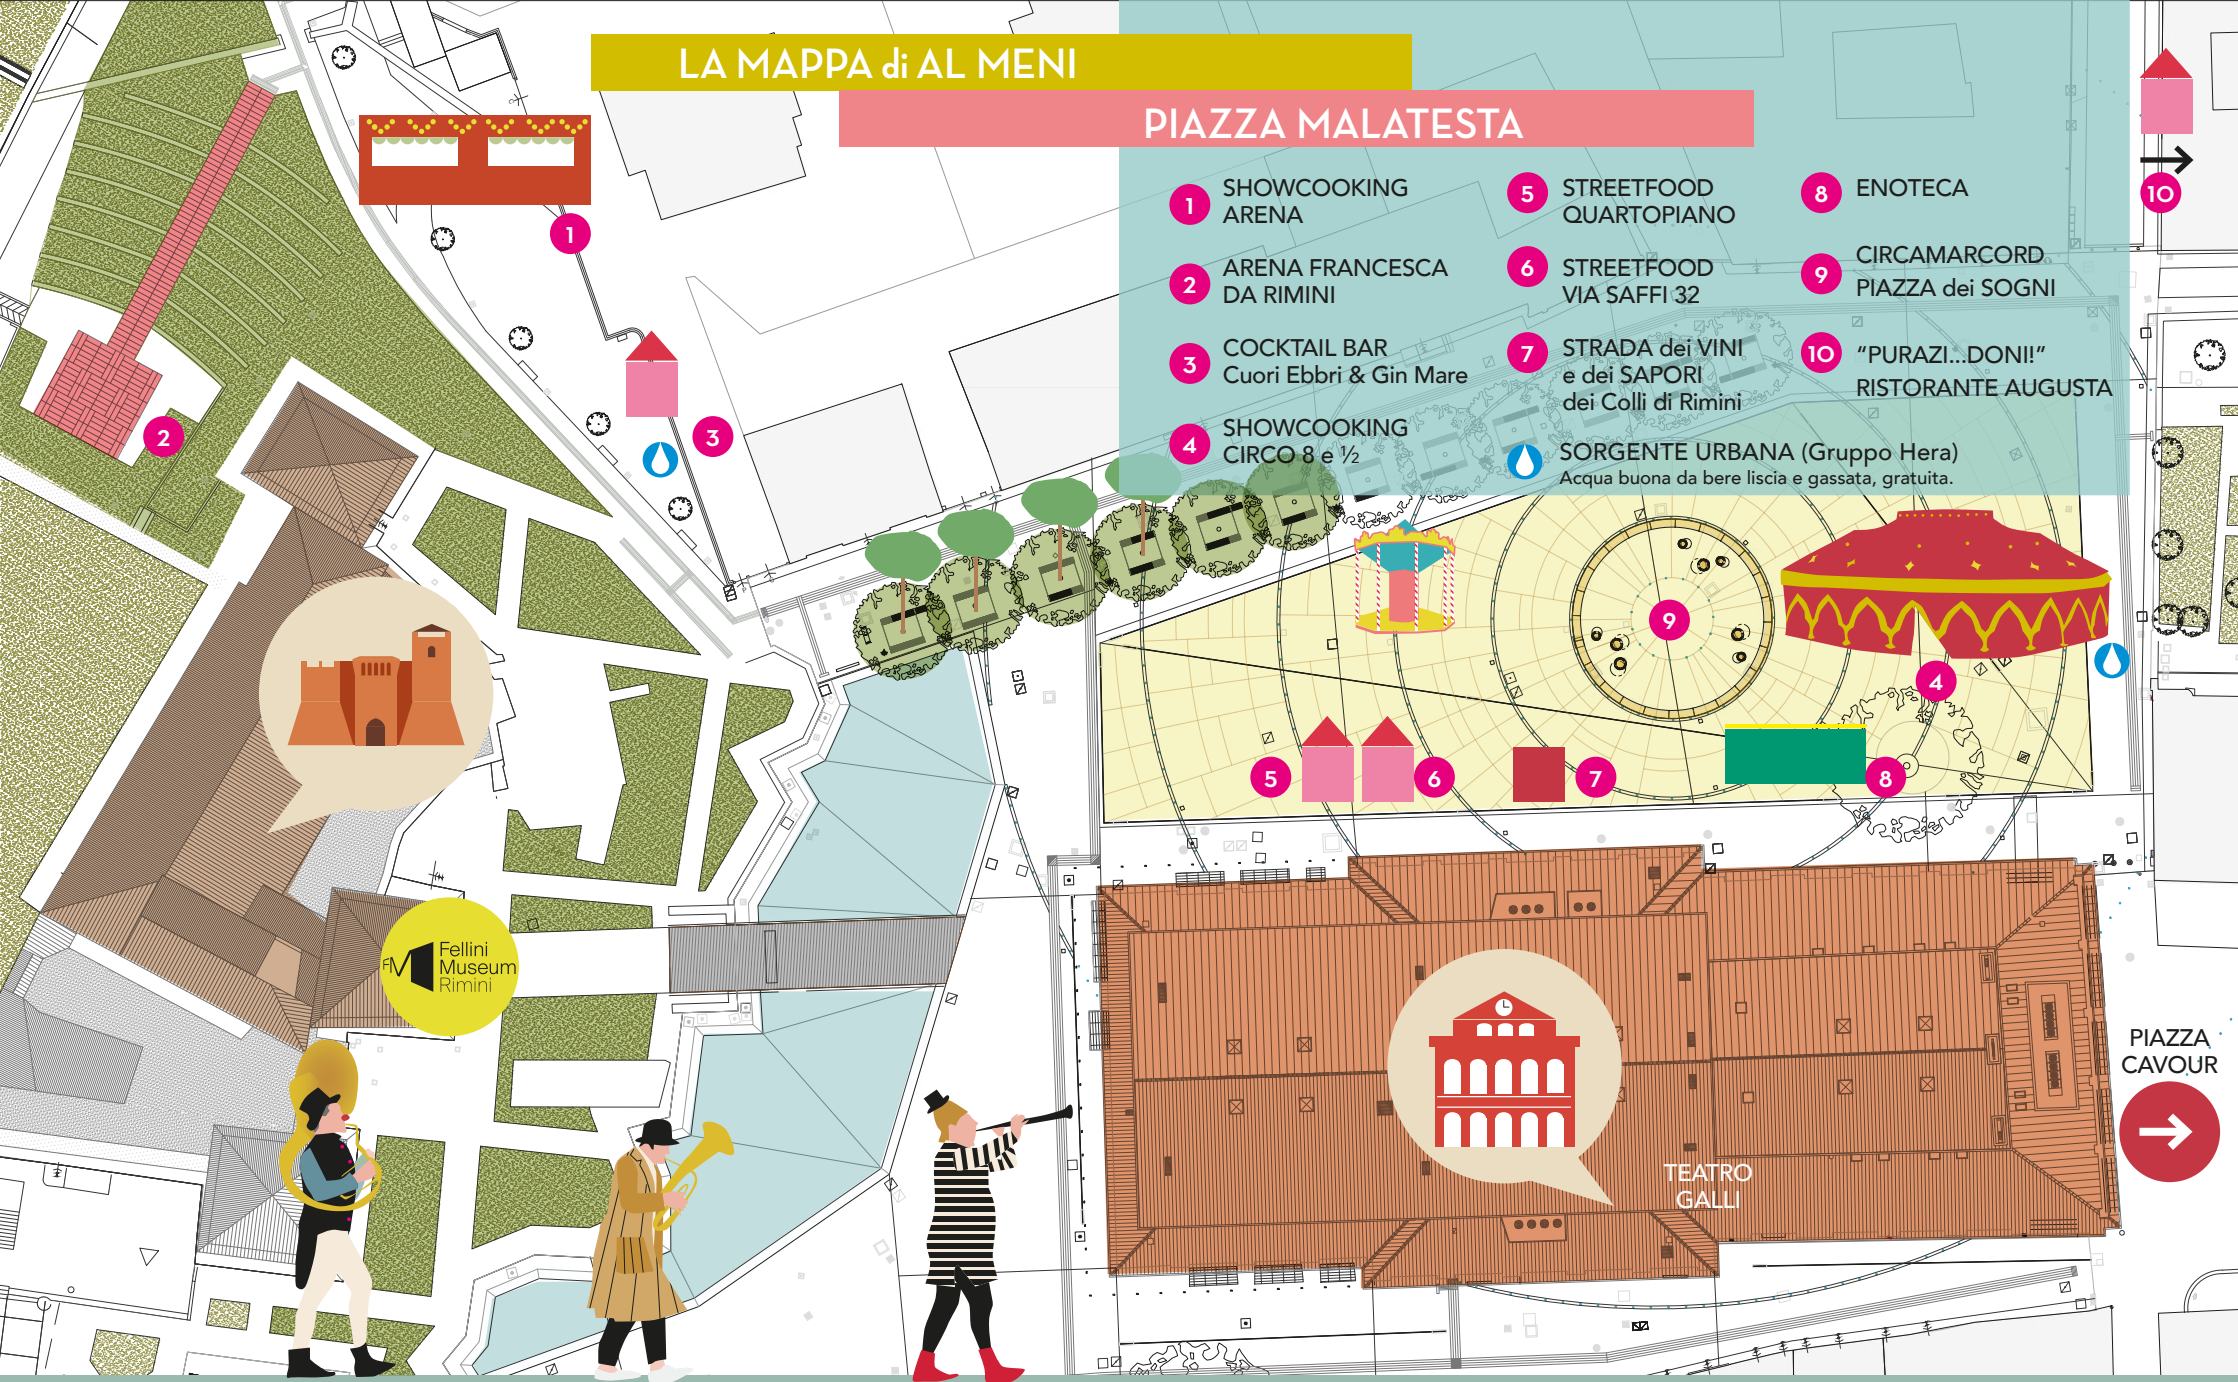 LA MAPPA di AL MENI
PIAZZA MALATESTA
1 SHOWCOOKING
ARENA
2 ARENA FRANCESCA
DA RIMINI
3 COCKTAIL BAR
Cuori Ebbri & Gin Mare
4 SHOWCOOKING
CIRCO 8 e ½
5 STREETFOOD
QUARTOPIANO
6 STREETFOOD
VIA SAFFI 32
7 STRADA dei VINI
e dei SAPORI
dei Colli di Rimini
SORGENTE URBANA (Gruppo Hera)
Acqua buona da bere liscia e gassata, gratuita.
8 ENOTECA
9 CIRCAMARCORD
PIAZZA dei SOGNI
10 “PURAZI...DONI!”
RISTORANTE AUGUSTA
10
1
2
3
9
4
5
6
7
8
FM
Fellini
Museum
Rimini
TEATRO
GALLI
PIAZZA
CAVOUR